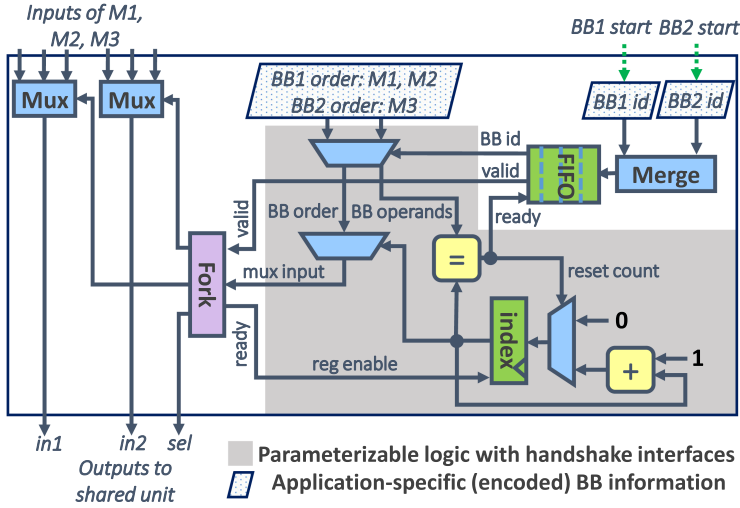 Inputs of M1,
M2, M3
BB1 start
BB2 start
Mux
Mux
BB1 order: M1, M2
BB2 order: M3
BB1 id
BB2 id
BB id
FIFO
Merge
valid
ready
valid
BB order
BB operands
=
reset count
Fork
mux input
index
0
1
+
ready
reg enable
in1
in2
sel
Outputs to
shared unit
Parameterizable logic with handshake interfaces
Application-specific (encoded) BB information